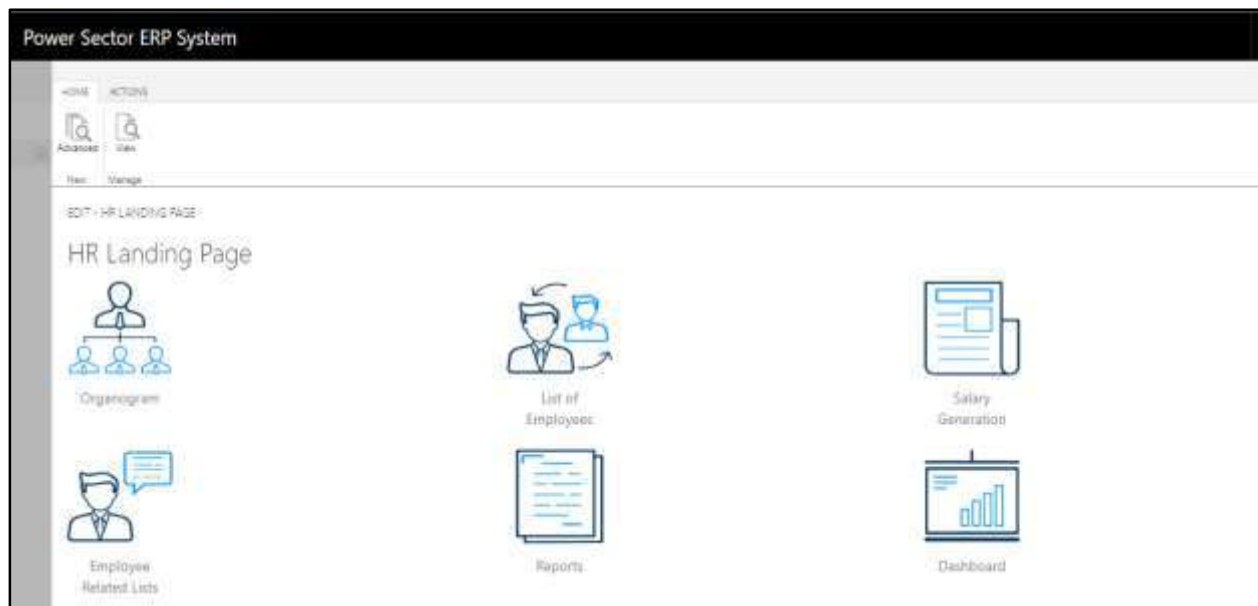 Power Sector ERP System
HOME ACTIONS
Advanced View
New Manage
EDIT - HR LANDING PAGE
HR Landing Page
Organogram
List of
Employees
Salary
Generation
Employee
Related Lists
Reports
Dashboard